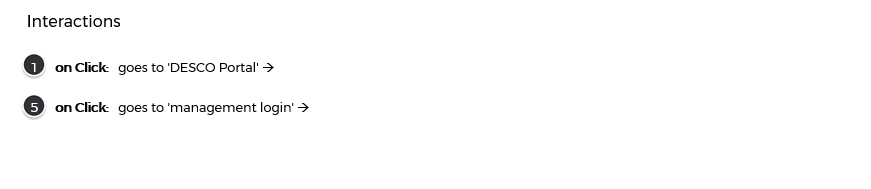 Interactions
1 on Click: goes to 'DESCO Portal' →
5 on Click: goes to 'management login' →